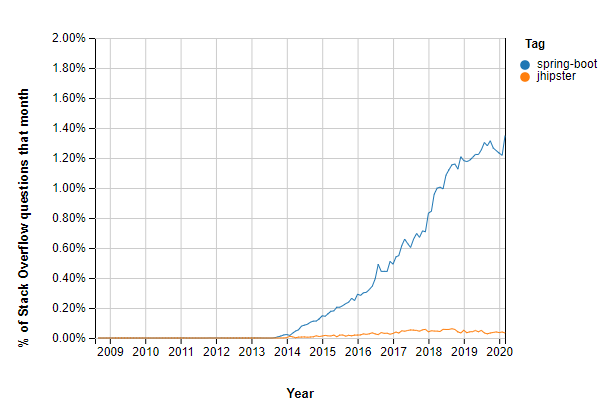 2.00%
1.80%
1.60%
1.40%
1.20%
1.00%
0.80%
0.60%
0.40%
0.20%
0.00%
% of Stack Overflow questions that month
2009 2010 2011 2012 2013 2014 2015 2016 2017 2018 2019 2020
Year
Tag
spring-boot
jhipster